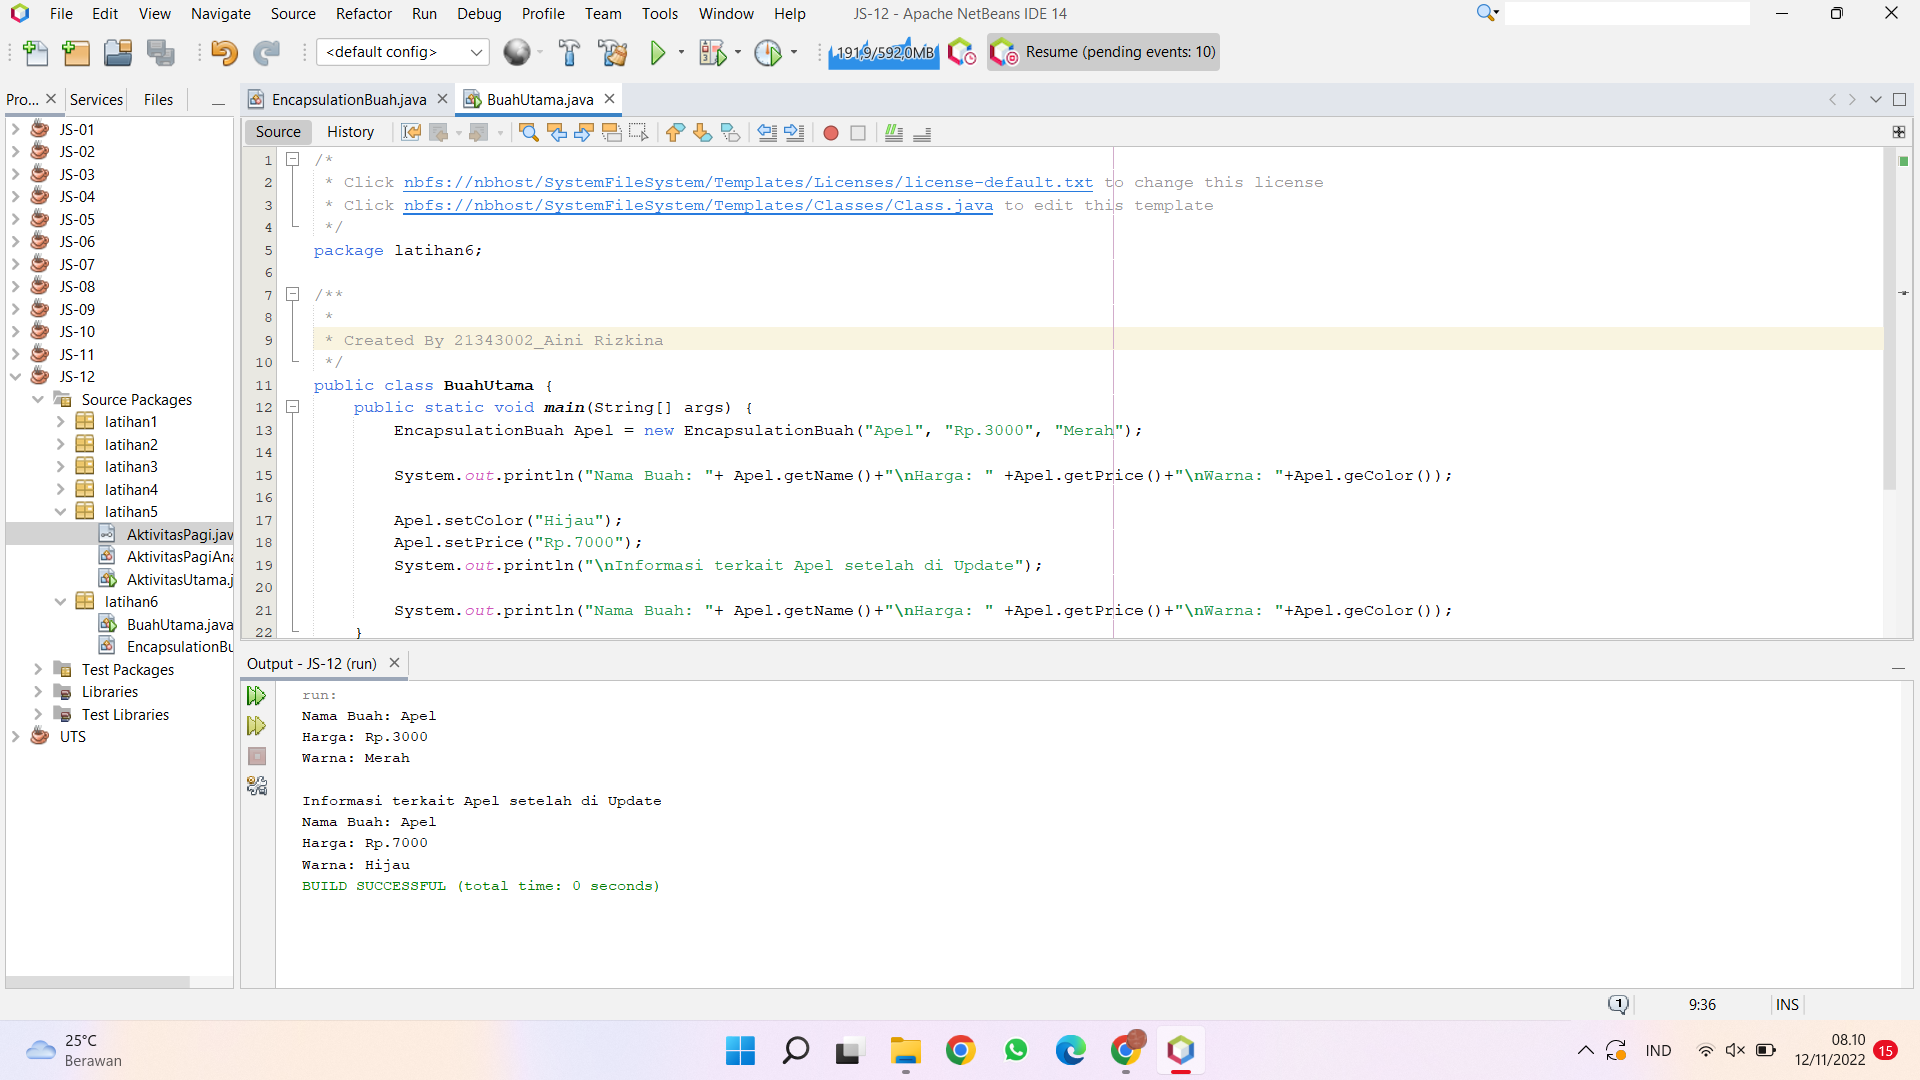 File Edit View Navigate Source Refactor Run Debug Profile Team Tools Window Help JS-12 - Apache NetBeans IDE 14
<default config> 191,9/592,0MB Resume (pending events: 10)
Pro... Services Files
EncapsulationBuah.java BuahUtama.java
Source History
JS-01
JS-02
JS-03
JS-04
JS-05
JS-06
JS-07
JS-08
JS-09
JS-10
JS-11
JS-12
Source Packages
latihan1
latihan2
latihan3
latihan4
latihan5
AktivitasPagi.jav
AktivitasPagiAna
AktivitasUtama.j
latihan6
BuahUtama.java
EncapsulationBu
Test Packages
Libraries
Test Libraries
UTS
1 /*
2 * Click nbfs://nbhost/SystemFileSystem/Templates/Licenses/license-default.txt to change this license
3 * Click nbfs://nbhost/SystemFileSystem/Templates/Classes/Class.java to edit this template
4 */
5 package latihan6;
6
7 /**
8 *
9 * Created By 21343002_Aini Rizkina
10 */
11 public class BuahUtama {
12 public static void main(String[] args) {
13 EncapsulationBuah Apel = new EncapsulationBuah("Apel", "Rp.3000", "Merah");
14
15 System.out.println("Nama Buah: "+ Apel.getName()+"\nHarga: " +Apel.getPrice()+"\nWarna: "+Apel.geColor());
16
17 Apel.setColor("Hijau");
18 Apel.setPrice("Rp.7000");
19 System.out.println("\nInformasi terkait Apel setelah di Update");
20
21 System.out.println("Nama Buah: "+ Apel.getName()+"\nHarga: " +Apel.getPrice()+"\nWarna: "+Apel.geColor());
22 }
Output - JS-12 (run)
run:
Nama Buah: Apel
Harga: Rp.3000
Warna: Merah
Informasi terkait Apel setelah di Update
Nama Buah: Apel
Harga: Rp.7000
Warna: Hijau
BUILD SUCCESSFUL (total time: 0 seconds)
1 9:36 INS
25°C
Berawan
IND
08.10
12/11/2022
15